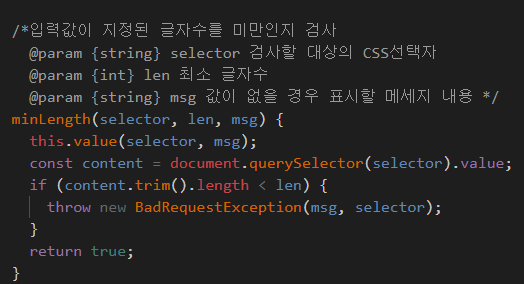 /*입력값이 지정된 글자수를 미만인지 검사
@param {string} selector 검사할 대상의 CSS선택자
@param {int} len 최소 글자수
@param {string} msg 값이 없을 경우 표시할 메세지 내용 */
minLength(selector, len, msg) {
this.value(selector, msg);
const content = document.querySelector(selector).value;
if (content.trim().length < len) {
throw new BadRequestException(msg, selector);
}
return true;
}